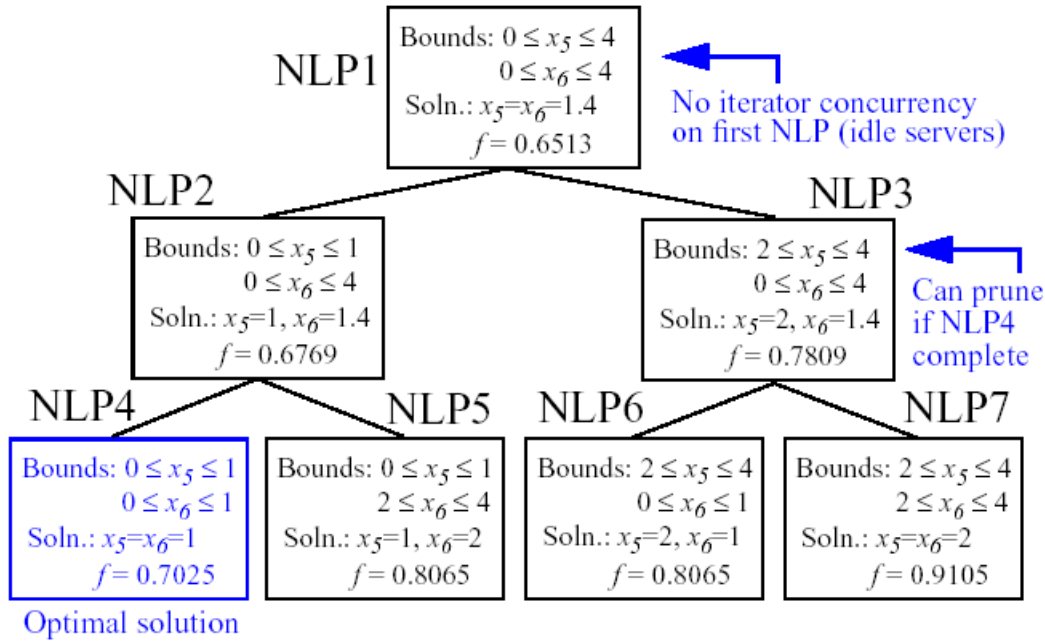 NLP1
Bounds: 0 ≤ x5 ≤ 4
0 ≤ x6 ≤ 4
Soln.: x5=x6=1.4
f = 0.6513
No iterator concurrency
on first NLP (idle servers)
NLP2
Bounds: 0 ≤ x5 ≤ 1
0 ≤ x6 ≤ 4
Soln.: x5=1, x6=1.4
f = 0.6769
NLP3
Bounds: 2 ≤ x5 ≤ 4
0 ≤ x6 ≤ 4
Soln.: x5=2, x6=1.4
f = 0.7809
Can prune
if NLP4
complete
NLP4
Bounds: 0 ≤ x5 ≤ 1
0 ≤ x6 ≤ 1
Soln.: x5=x6=1
f = 0.7025
Optimal solution
NLP5
Bounds: 0 ≤ x5 ≤ 1
2 ≤ x6 ≤ 4
Soln.: x5=1, x6=2
f = 0.8065
NLP6
Bounds: 2 ≤ x5 ≤ 4
0 ≤ x6 ≤ 1
Soln.: x5=2, x6=1
f = 0.8065
NLP7
Bounds: 2 ≤ x5 ≤ 4
2 ≤ x6 ≤ 4
Soln.: x5=x6=2
f = 0.9105